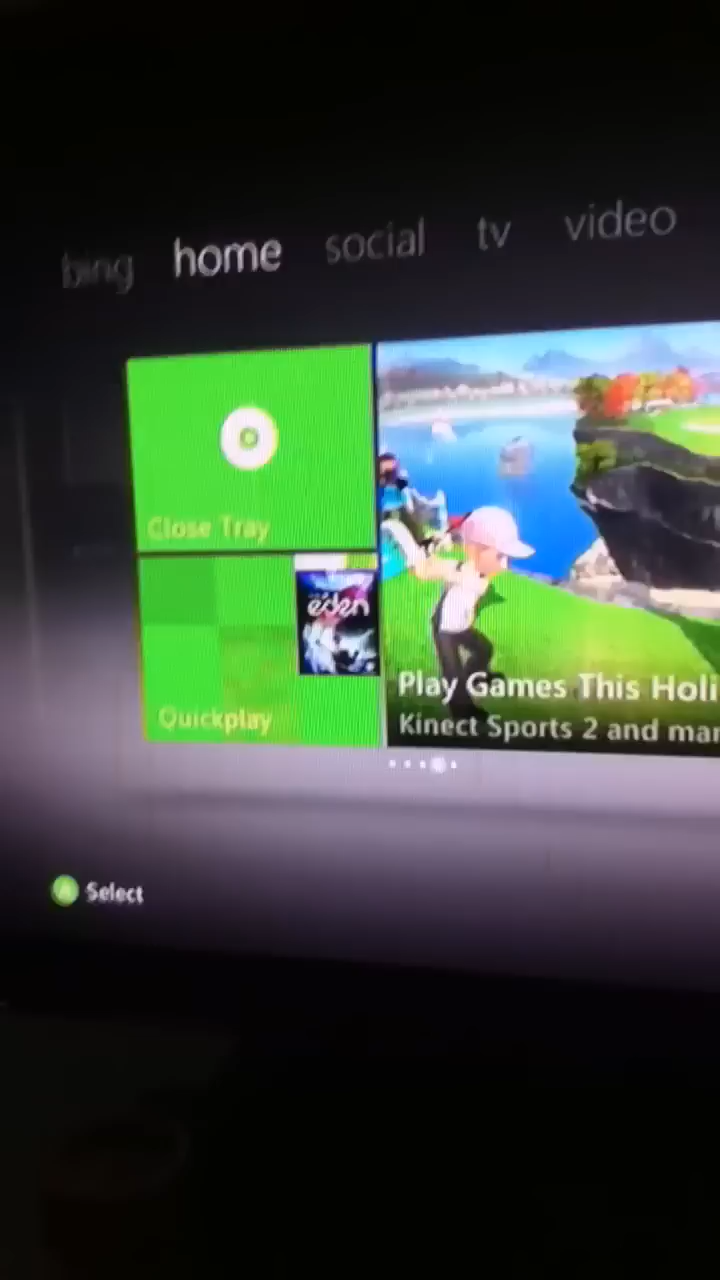 bing home social tv video
Close Tray
eden
Quickplay
Play Games This Holi
Kinect Sports 2 and mar
A Select